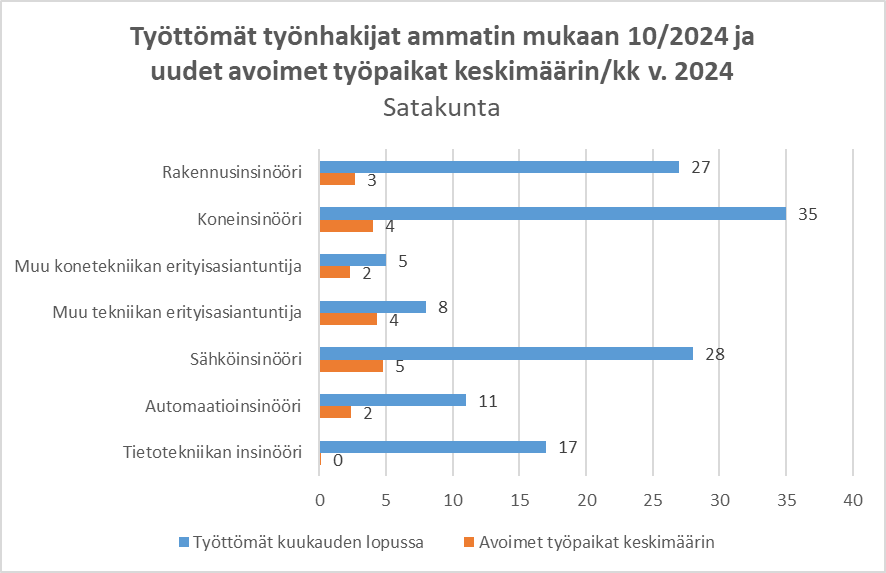 Työttömät työnhakijat ammatin mukaan 10/2024 ja
uudet avoimet työpaikat keskimäärin/kk v. 2024
Satakunta
Rakennusinsinööri 27
3
Koneinsinööri 35
4
Muu konetekniikan erityisasiantuntija 5
2
Muu tekniikan erityisasiantuntija 8
4
Sähköinsinööri 28
5
Automaatioinsinööri 11
2
Tietotekniikan insinööri 17
0
0 5 10 15 20 25 30 35 40
Työttömät kuukauden lopussa Avoimet työpaikat keskimäärin